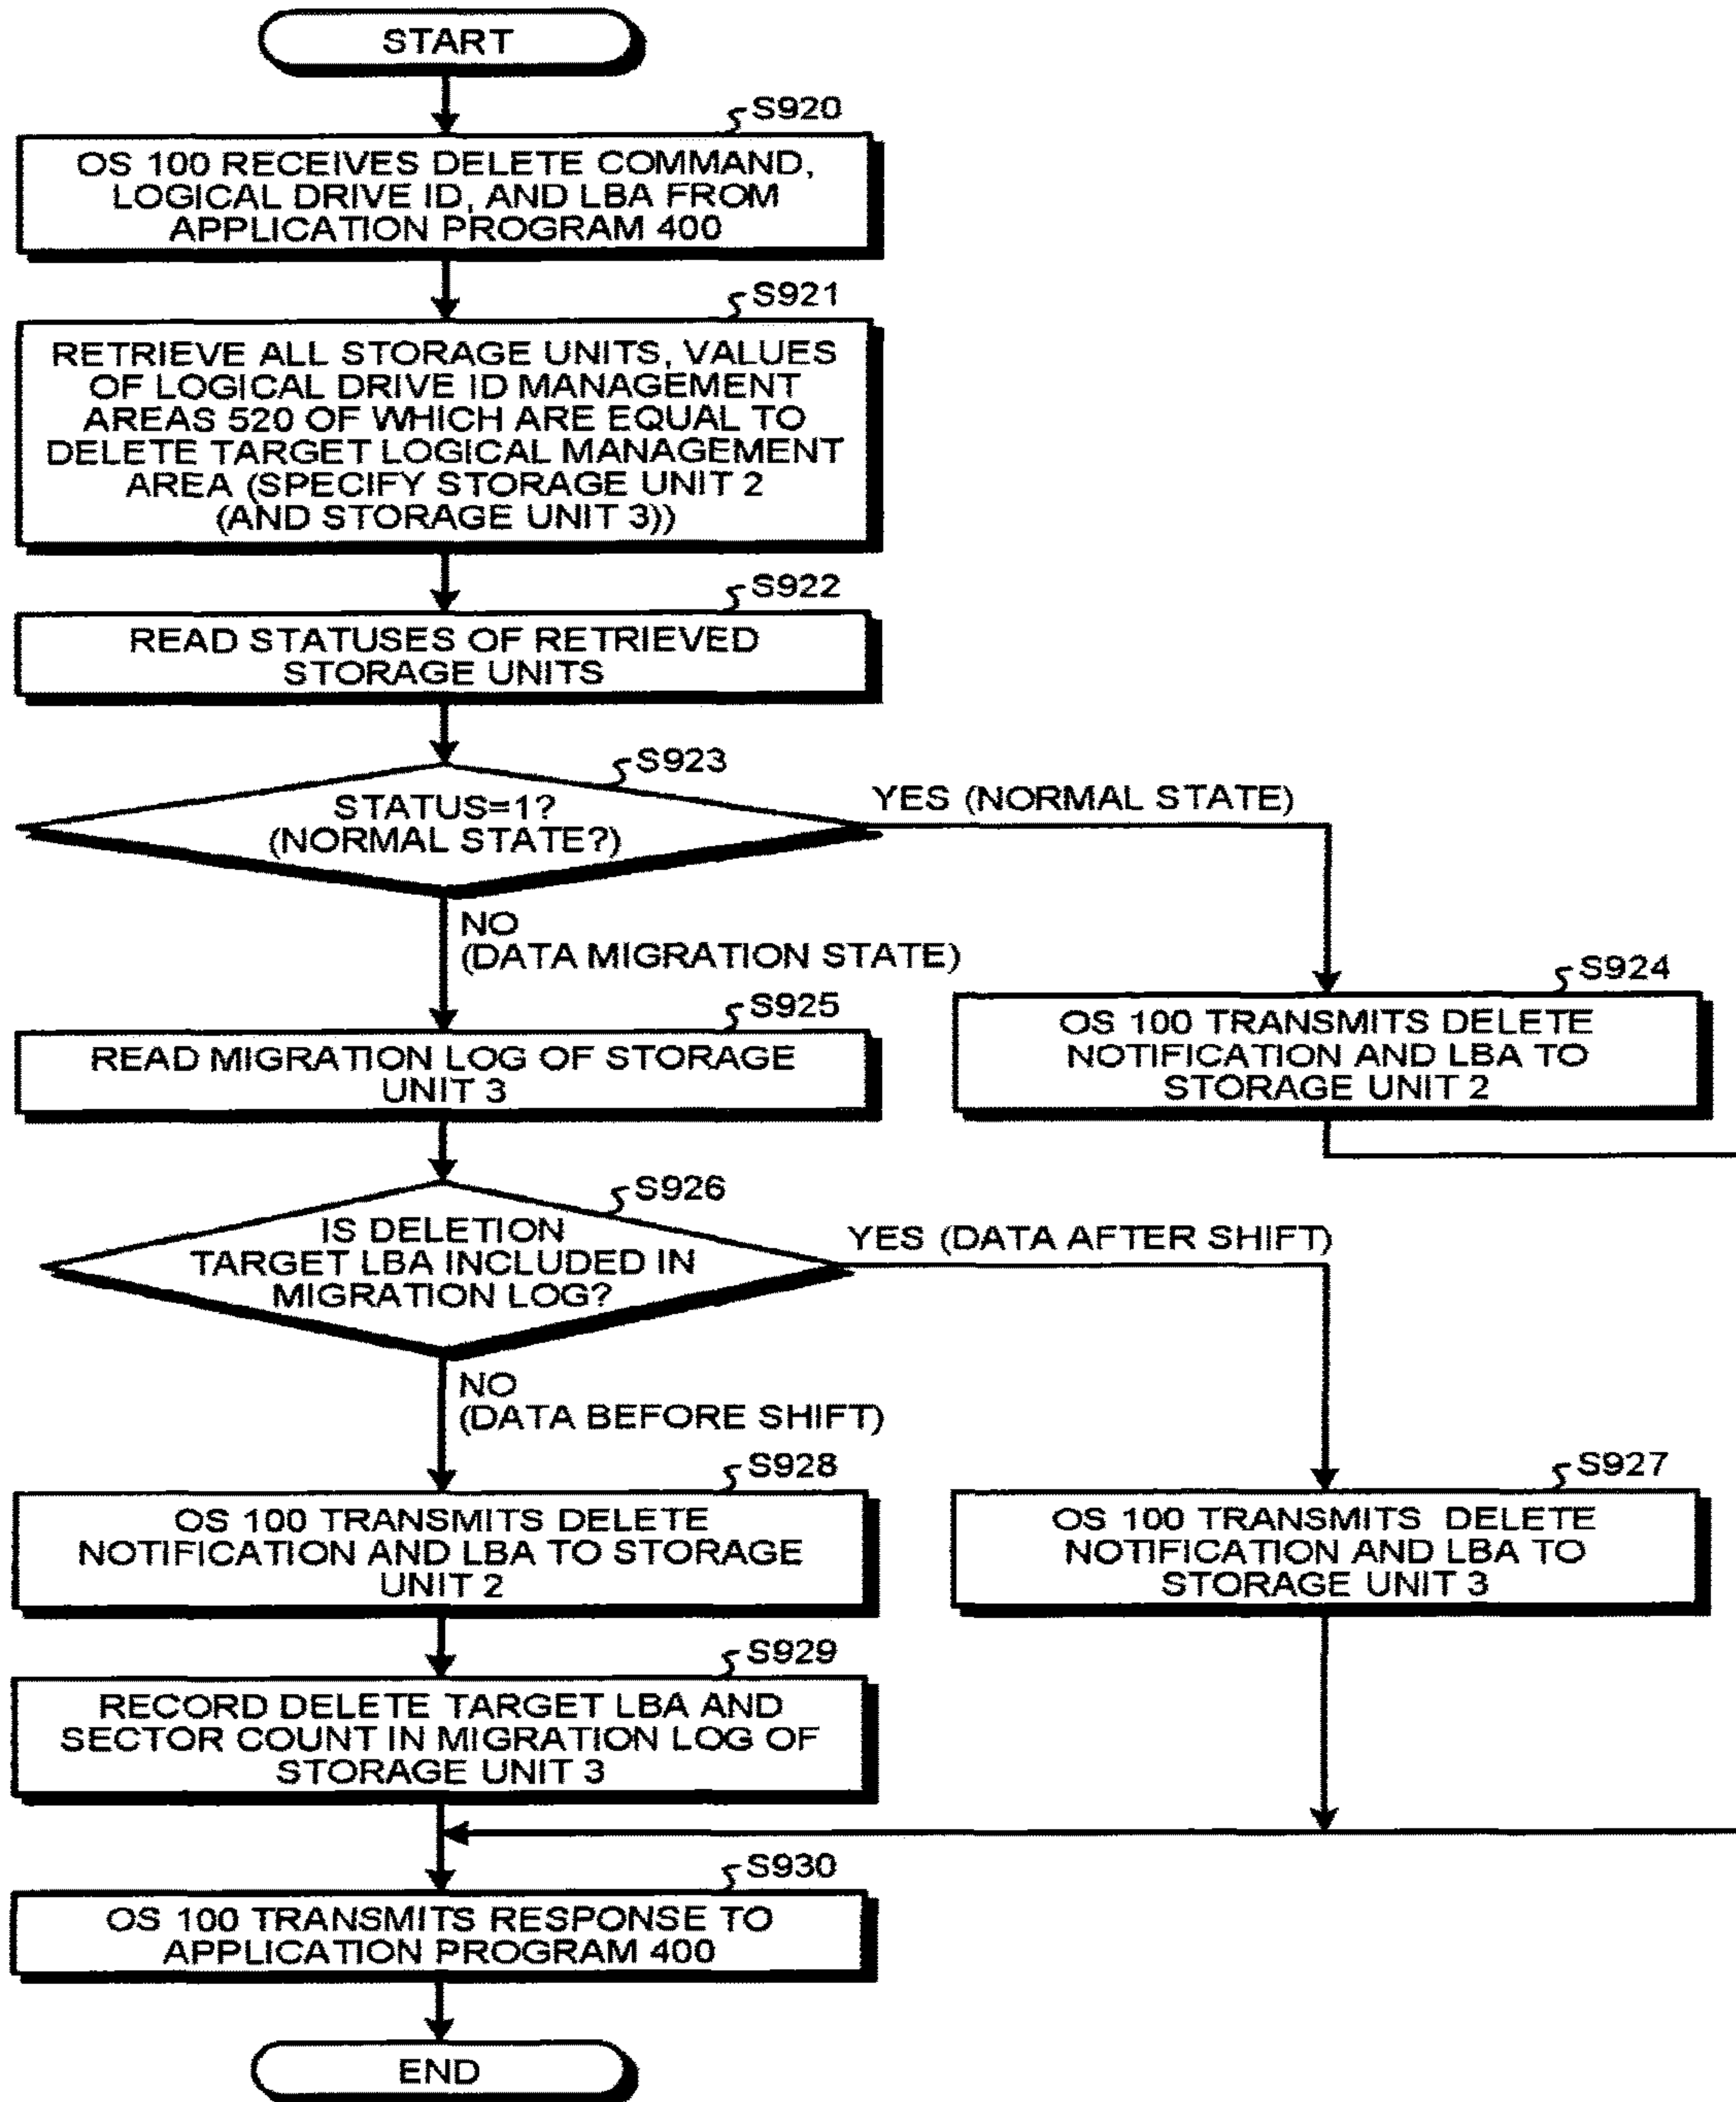 START
S920
OS 100 RECEIVES DELETE COMMAND,
LOGICAL DRIVE ID, AND LBA FROM
APPLICATION PROGRAM 400
S921
RETRIEVE ALL STORAGE UNITS, VALUES
OF LOGICAL DRIVE ID MANAGEMENT
AREAS 520 OF WHICH ARE EQUAL TO
DELETE TARGET LOGICAL MANAGEMENT
AREA (SPECIFY STORAGE UNIT 2
(AND STORAGE UNIT 3))
S922
READ STATUSES OF RETRIEVED
STORAGE UNITS
S923
STATUS=1?
(NORMAL STATE?)
YES (NORMAL STATE)
NO
(DATA MIGRATION STATE)
S924
OS 100 TRANSMITS DELETE
NOTIFICATION AND LBA TO
STORAGE UNIT 2
S925
READ MIGRATION LOG OF STORAGE
UNIT 3
S926
IS DELETION
TARGET LBA INCLUDED IN
MIGRATION LOG?
YES (DATA AFTER SHIFT)
NO
(DATA BEFORE SHIFT)
S928
OS 100 TRANSMITS DELETE
NOTIFICATION AND LBA TO STORAGE
UNIT 2
S927
OS 100 TRANSMITS DELETE
NOTIFICATION AND LBA TO
STORAGE UNIT 3
S929
RECORD DELETE TARGET LBA AND
SECTOR COUNT IN MIGRATION LOG OF
STORAGE UNIT 3
S930
OS 100 TRANSMITS RESPONSE TO
APPLICATION PROGRAM 400
END